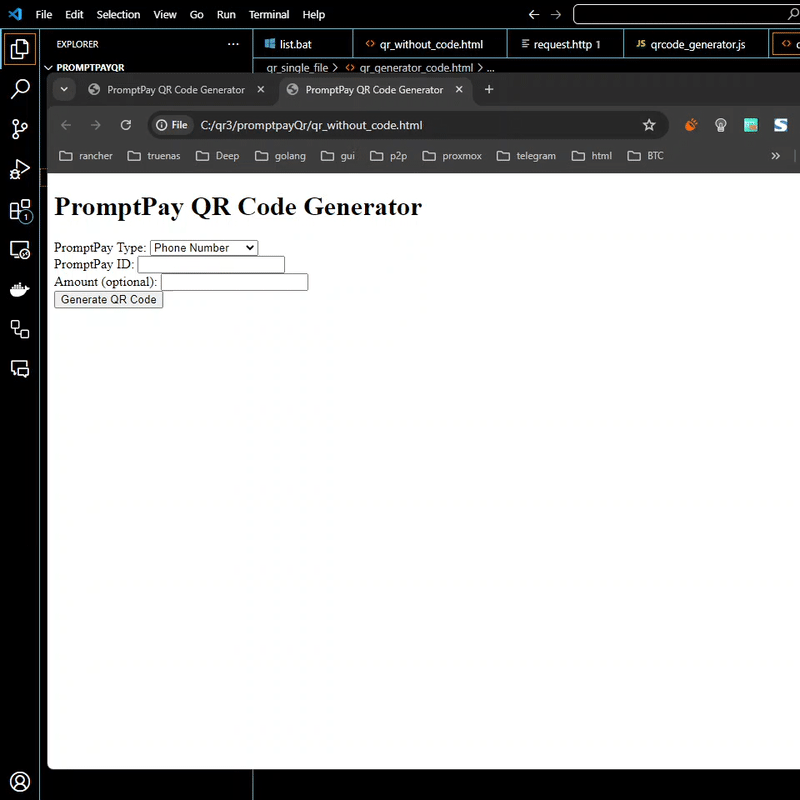 File Edit Selection View Go Run Terminal Help
EXPLORER
list.bat
qr_without_code.html
request.http 1
JS qrcode_generator.js
PROMPTPAYQR
qr_single_file > qr_generator_code.html > ...
PromptPay QR Code Generator
PromptPay QR Code Generator
File C:/qr3/promptpayQr/qr_without_code.html
rancher truenas Deep golang gui p2p proxmox telegram html BTC
1
PromptPay QR Code Generator
PromptPay Type: Phone Number
PromptPay ID:
Amount (optional):
Generate QR Code